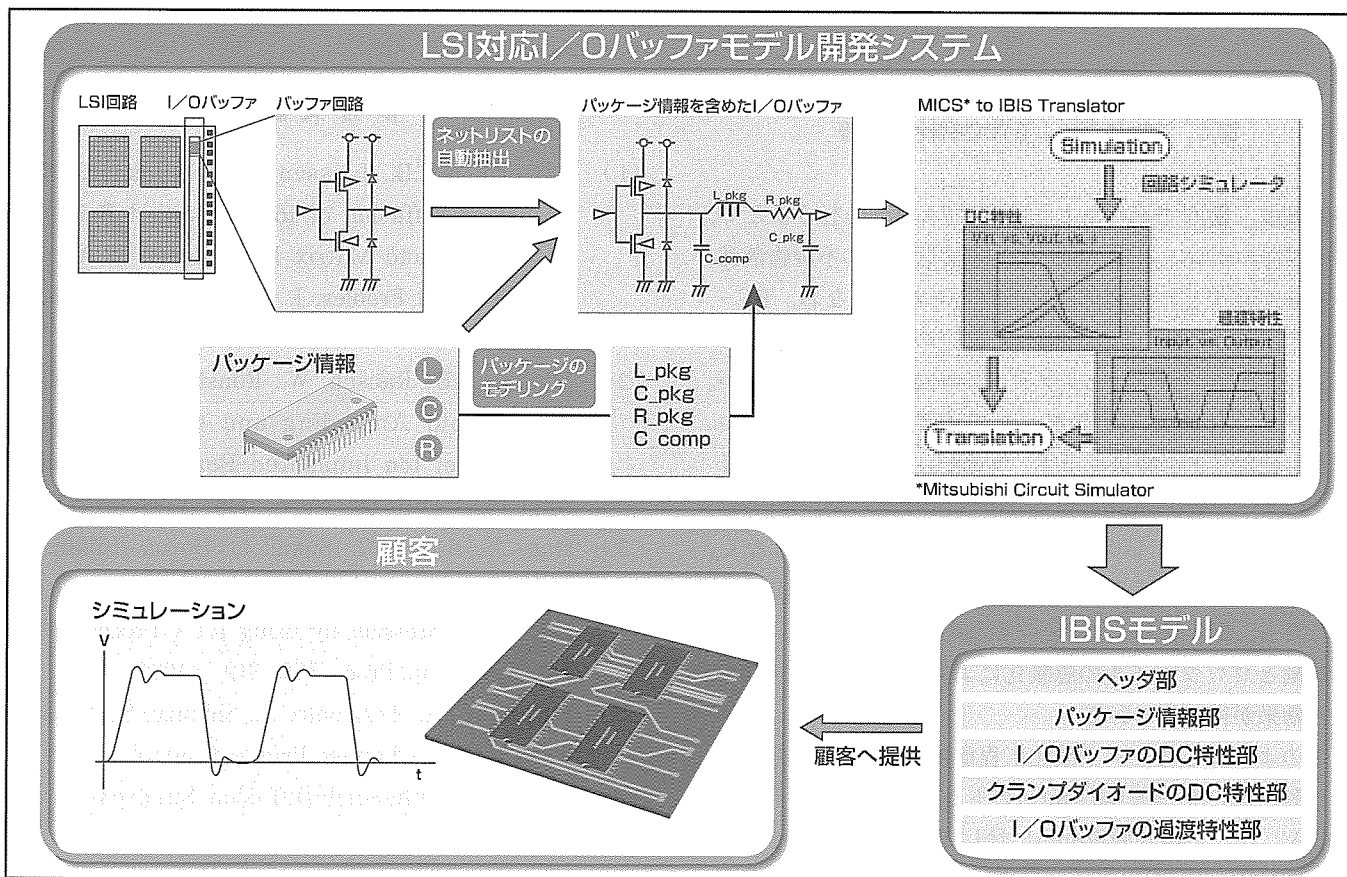 LSI対応I/Oバッファモデル開発システム
LSI回路
I/Oバッファ
バッファ回路
ネットリストの
自動抽出
パッケージ情報を含めたI/Oバッファ
L_pkg
R_pkg
C_pkg
C_comp
MICS* to IBIS Translator
Simulation
回路シミュレータ
DC特性
Vin vs Vout
過渡特性
Input vs Output
Translation
*Mitsubishi Circuit Simulator
パッケージ情報
L
C
R
パッケージの
モデリング
L_pkg
C_pkg
R_pkg
C_comp
顧客
シミュレーション
V
t
顧客へ提供
IBISモデル
ヘッダ部
パッケージ情報部
I/OバッファのDC特性部
クランプダイオードのDC特性部
I/Oバッファの過渡特性部